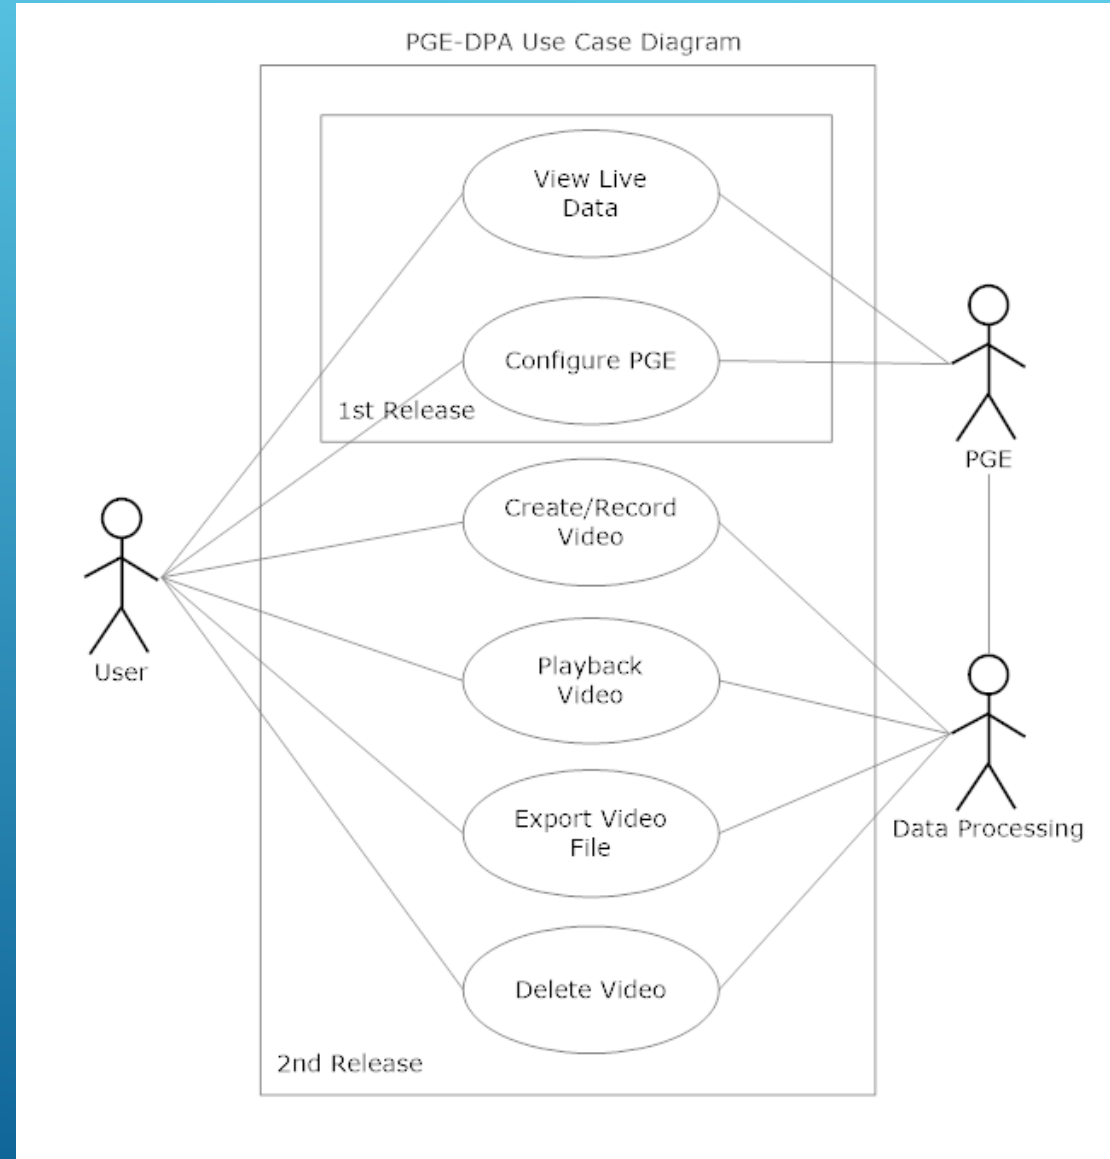 PGE-DPA Use Case Diagram
View Live
Data
Configure PGE
1st Release
PGE
Create/Record
Video
User
Playback
Video
Export Video
File
Data Processing
Delete Video
2nd Release